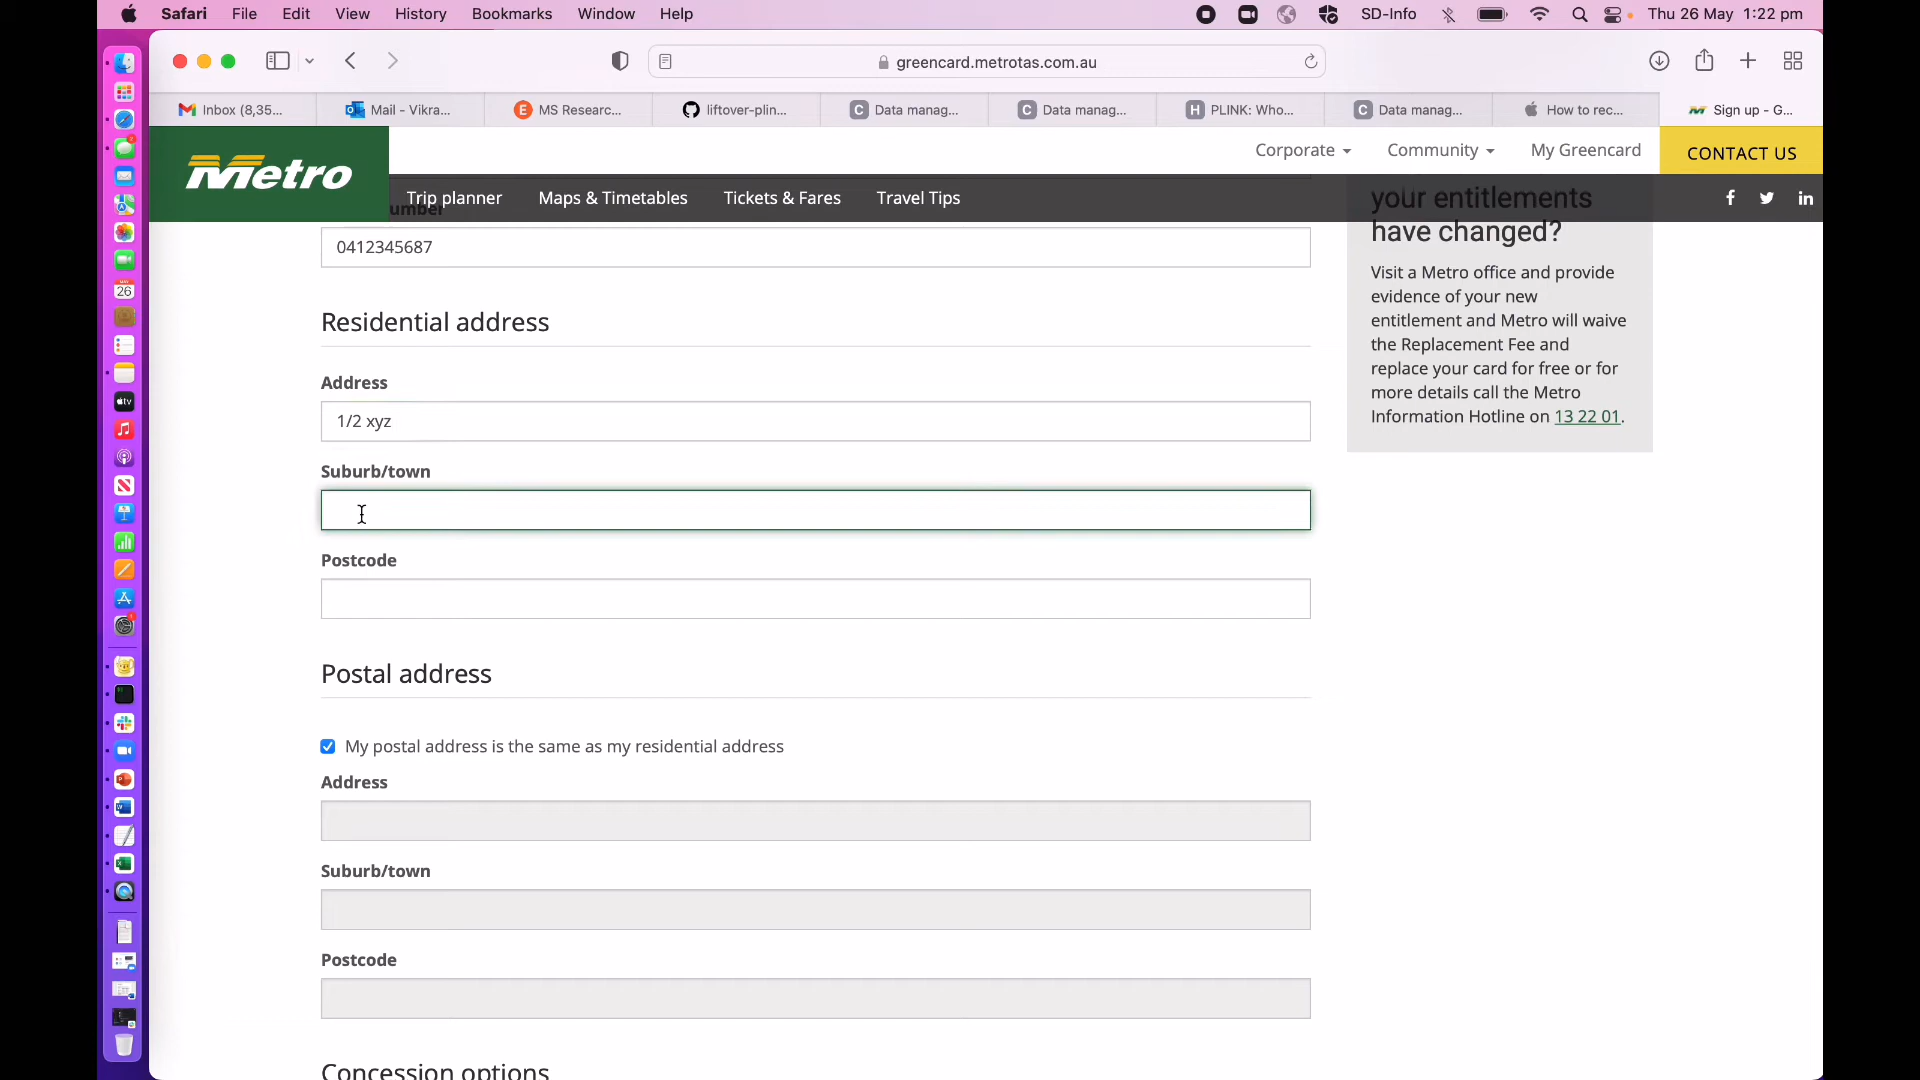 Safari File Edit View History Bookmarks Window Help SD-Info Thu 26 May 1:22 pm
greencard.metrotas.com.au
Inbox (8,35... Mail - Vikra... MS Researc... liftover-plin... Data manag... Data manag... PLINK: Who... Data manag... How to rec... Sign up - G...
Metro
Corporate Community My Greencard CONTACT US
Trip planner Maps & Timetables Tickets & Fares Travel Tips
0412345687
Residential address
Address
1/2 xyz
Suburb/town
Postcode
Postal address
My postal address is the same as my residential address
Address
Suburb/town
Postcode
Concession options
your entitlements
have changed?
Visit a Metro office and provide
evidence of your new
entitlement and Metro will waive
the Replacement Fee and
replace your card for free or for
more details call the Metro
Information Hotline on 13 22 01.